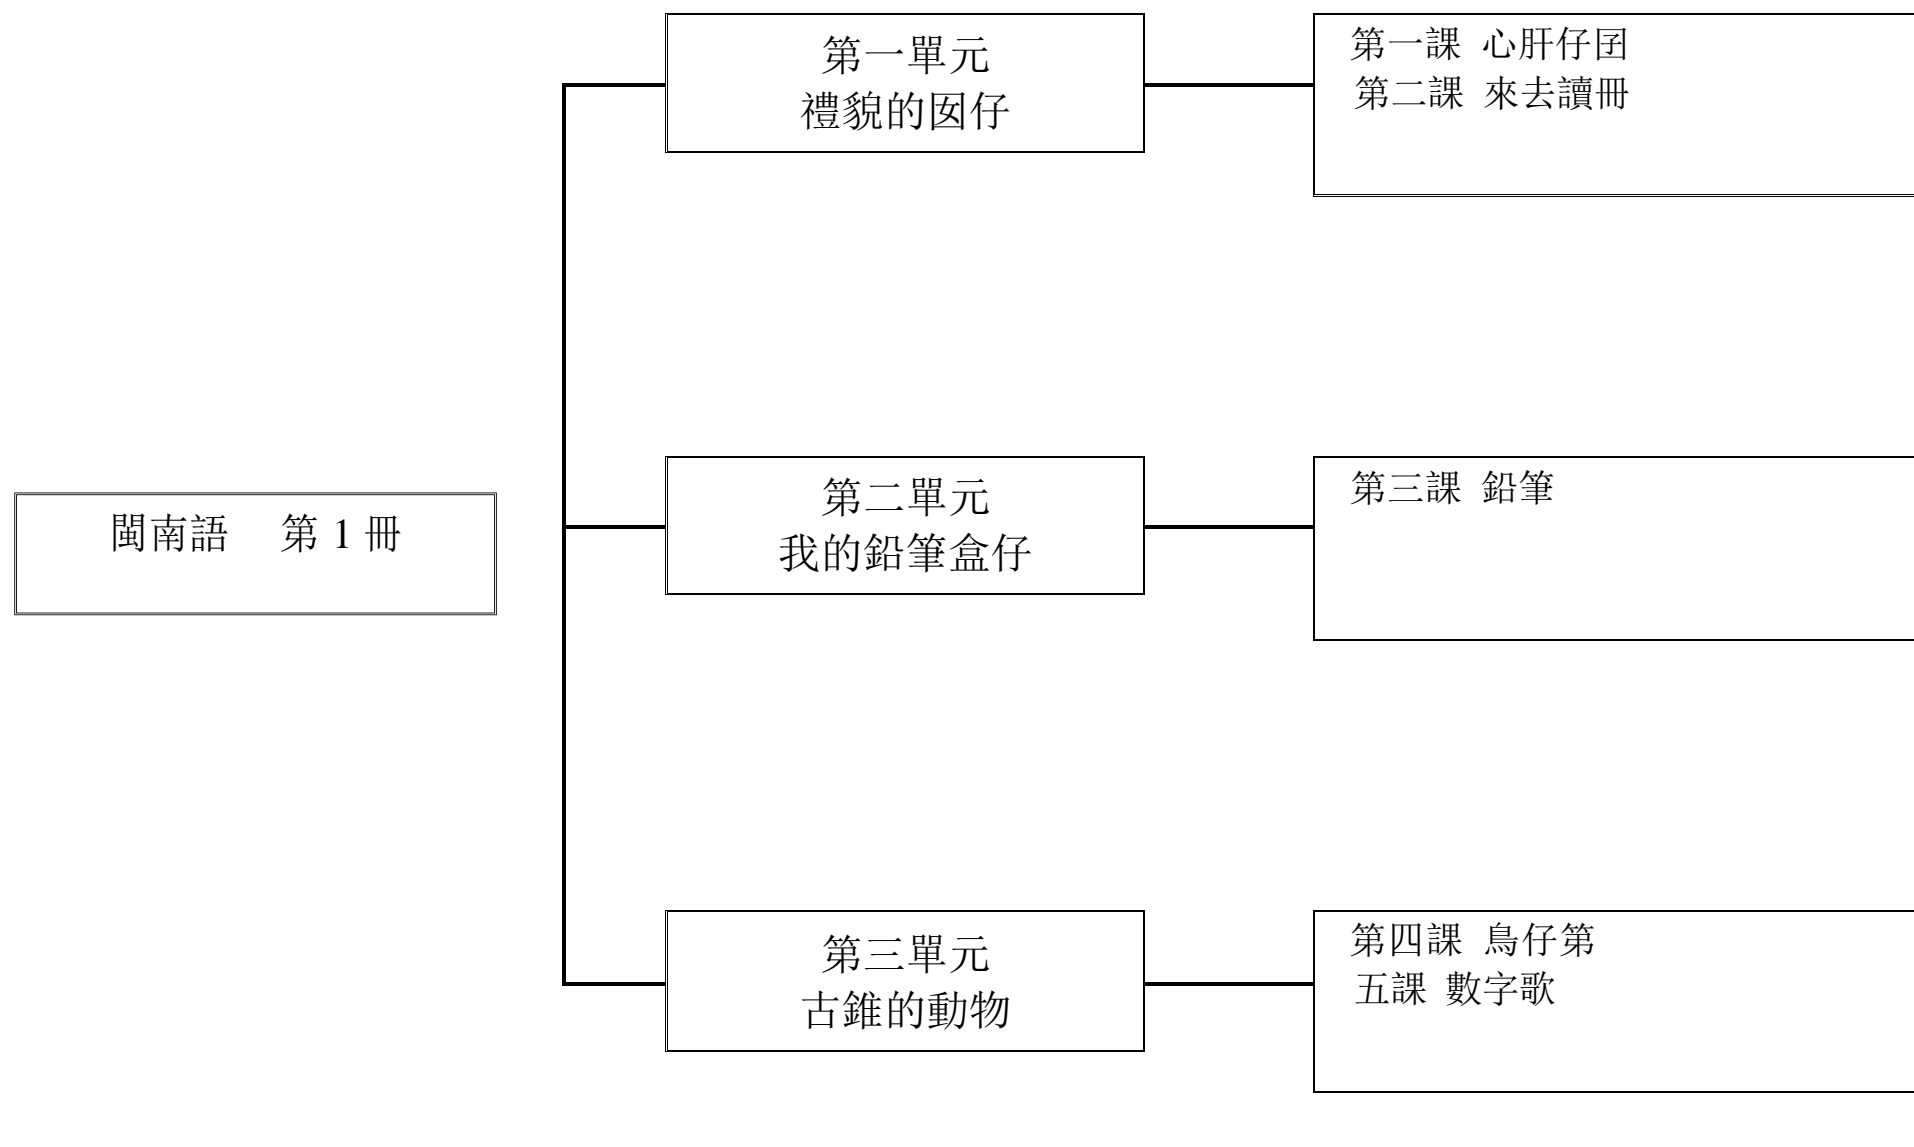 第一單元
禮貌的囡仔
第一課 心肝仔囝
第二課 來去讀冊
閩南語 第 1 冊
第二單元
我的鉛筆盒仔
第三課 鉛筆
第三單元
古錐的動物
第四課 鳥仔第
五課 數字歌